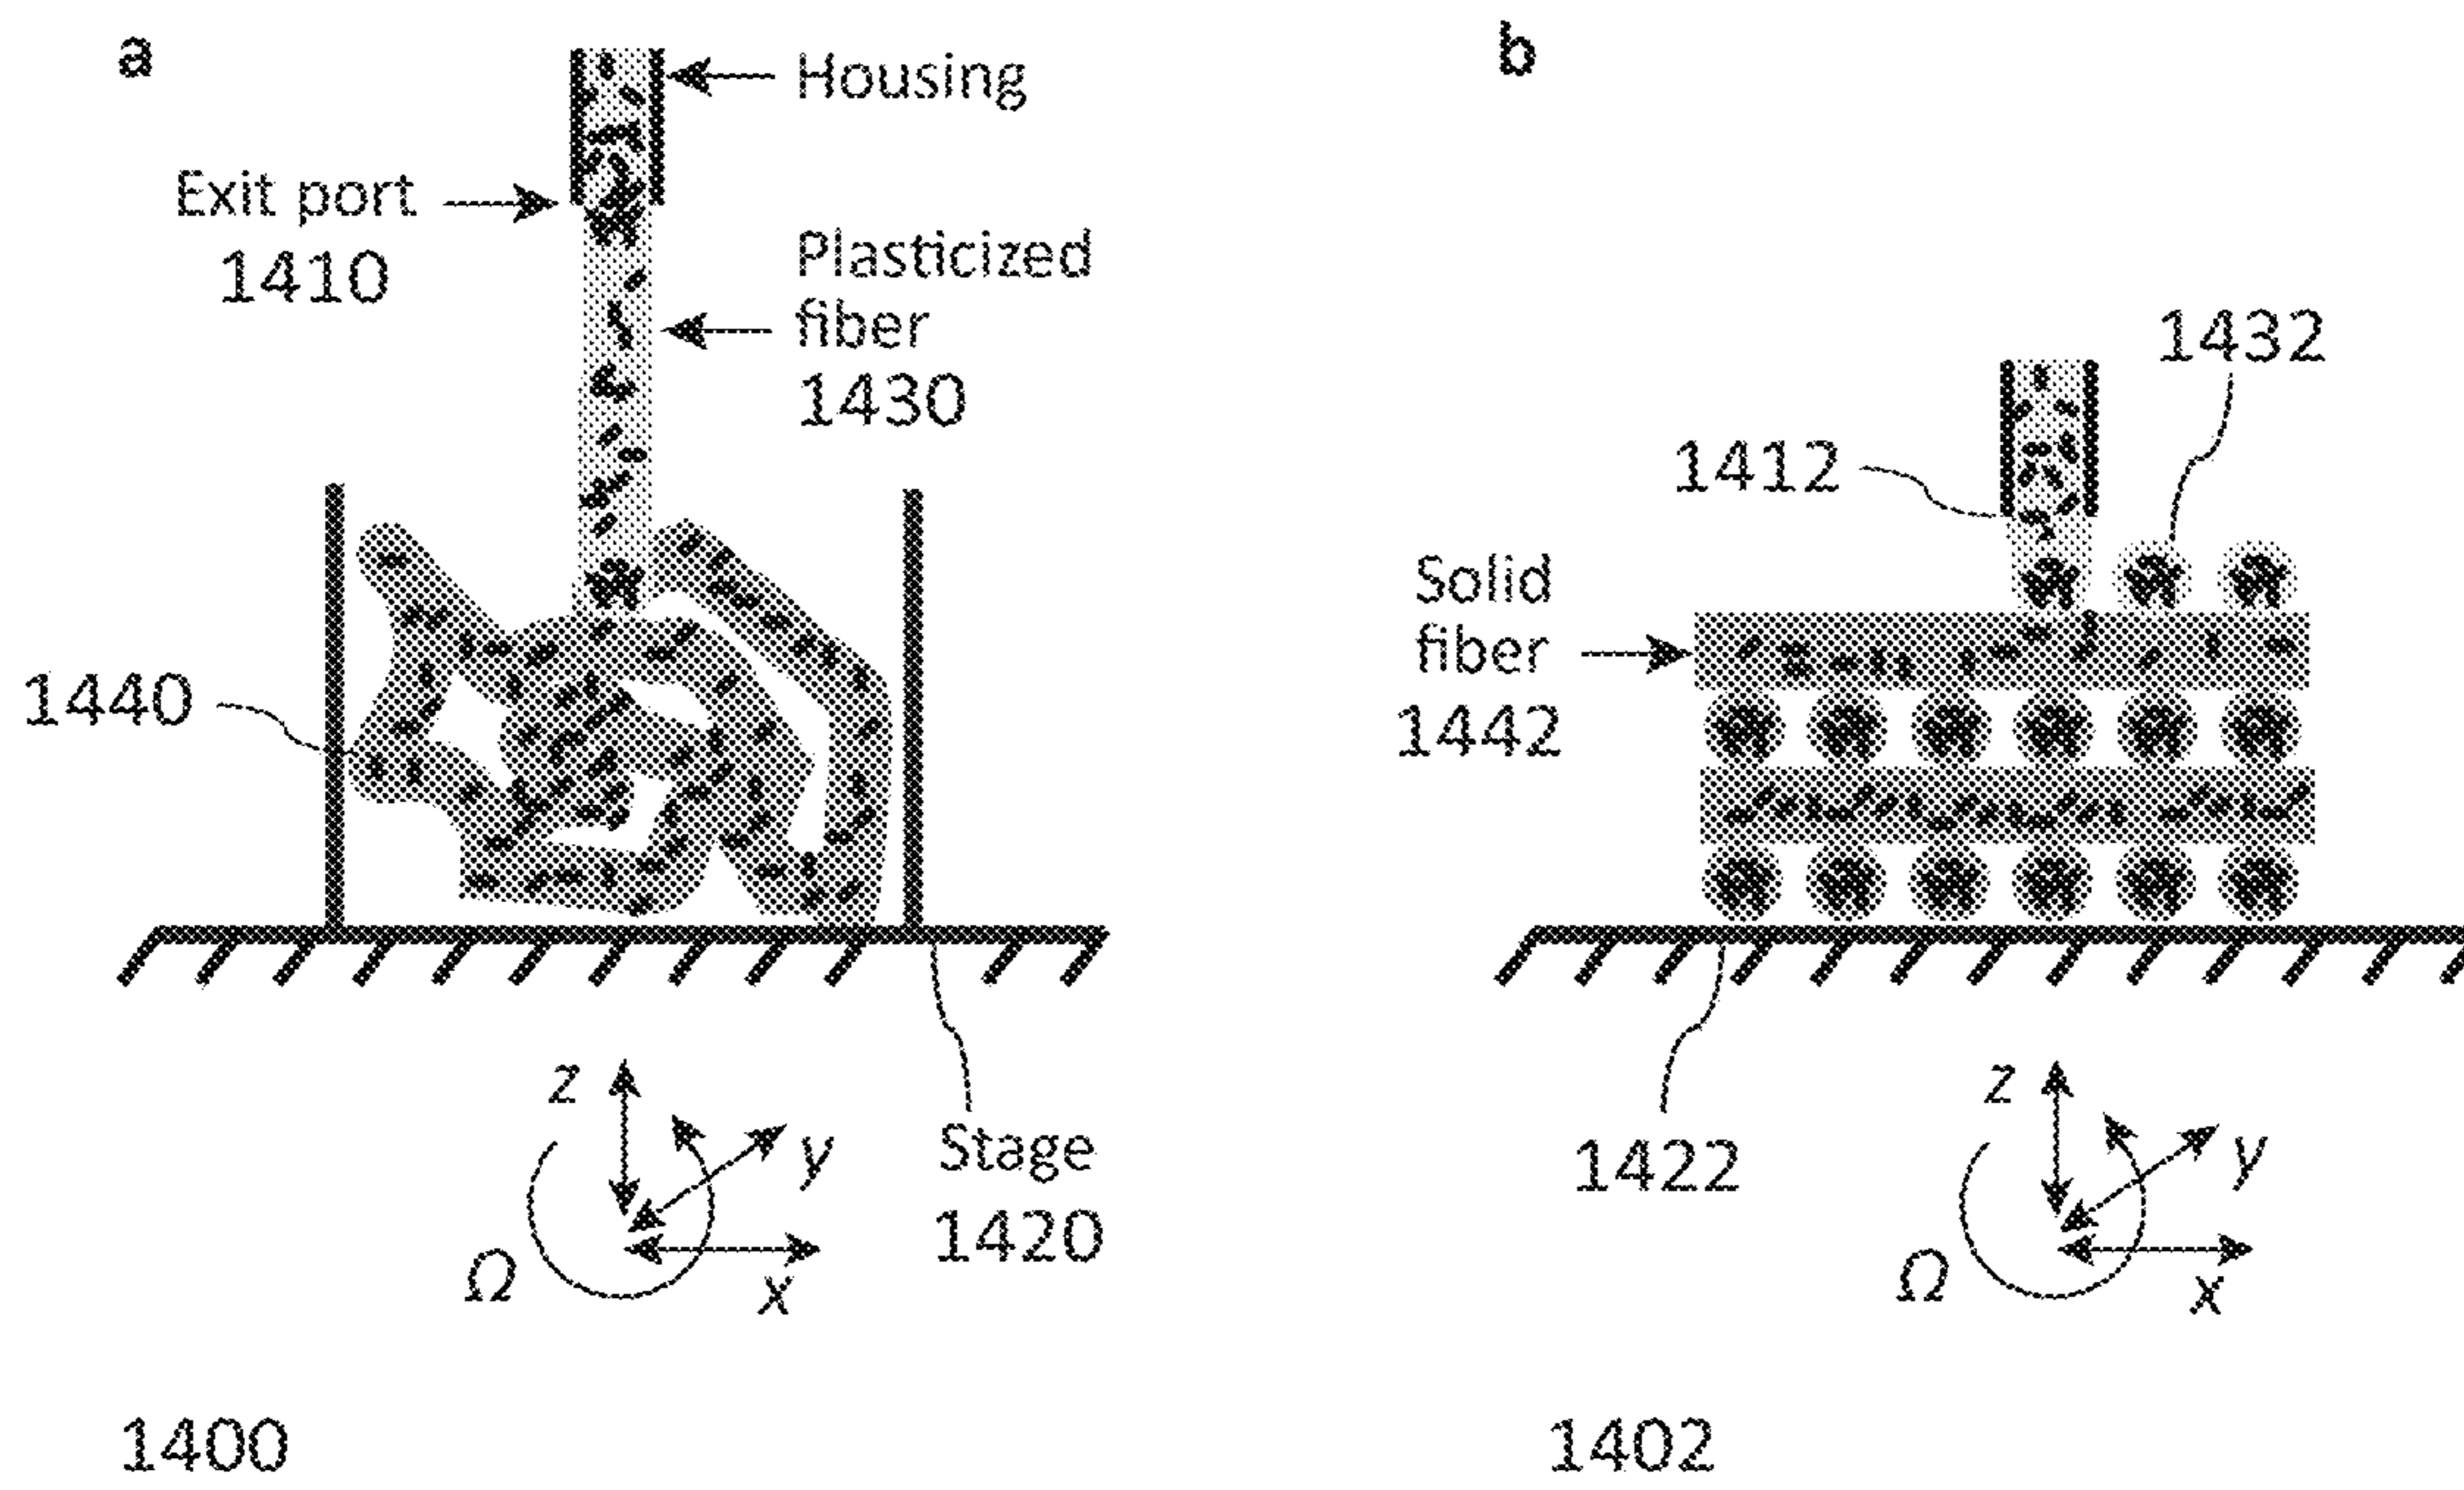 a
Housing
Exit port
1410
Plasticized
fiber
1430
1440
z
y
x
Ω
Stage
1420
1400
b
1432
1412
Solid
fiber
1442
1422
z
y
x
Ω
1402